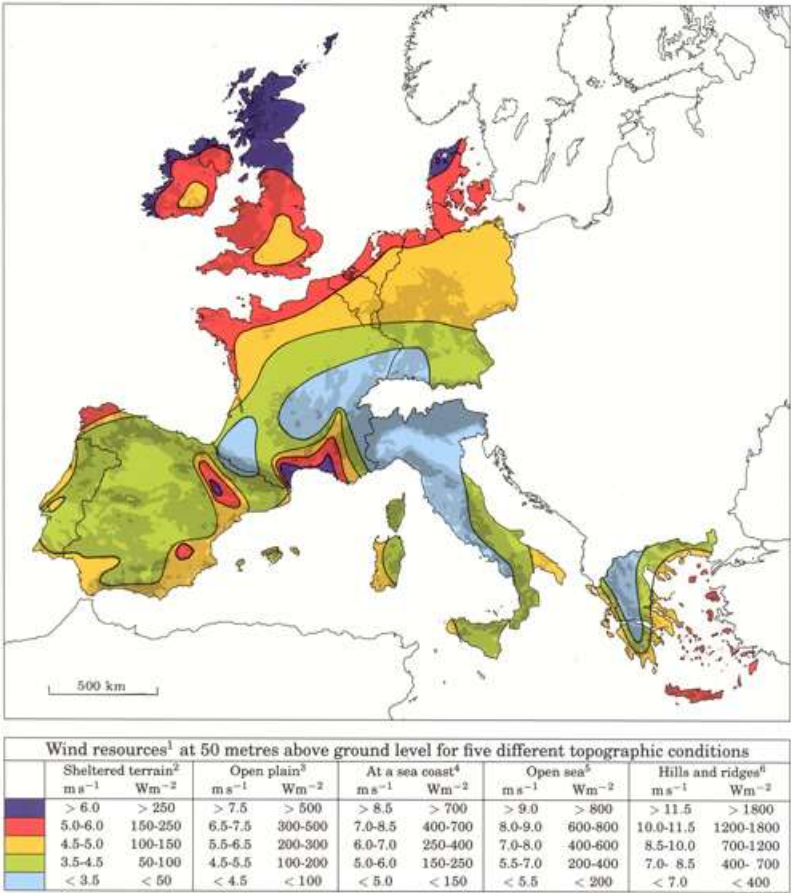 500 km
Wind resources¹ at 50 metres above ground level for five different topographic conditions
Sheltered terrain² Open plain³ At a sea coast⁴ Open sea⁵ Hills and ridges⁶
m s⁻¹ Wm⁻² m s⁻¹ Wm⁻² m s⁻¹ Wm⁻² m s⁻¹ Wm⁻² m s⁻¹ Wm⁻²
> 6.0 > 250 > 7.5 > 500 > 8.5 > 700 > 9.0 > 800 > 11.5 > 1800
5.0-6.0 150-250 6.5-7.5 300-500 7.0-8.5 400-700 8.0-9.0 600-800 10.0-11.5 1200-1800
4.5-5.0 100-150 5.5-6.5 200-300 6.0-7.0 250-400 7.0-8.0 400-600 8.5-10.0 700-1200
3.5-4.5 50-100 4.5-5.5 100-200 5.0-6.0 150-250 5.5-7.0 200-400 7.0- 8.5 400- 700
< 3.5 < 50 < 4.5 < 100 < 5.0 < 150 < 5.5 < 200 < 7.0 < 400